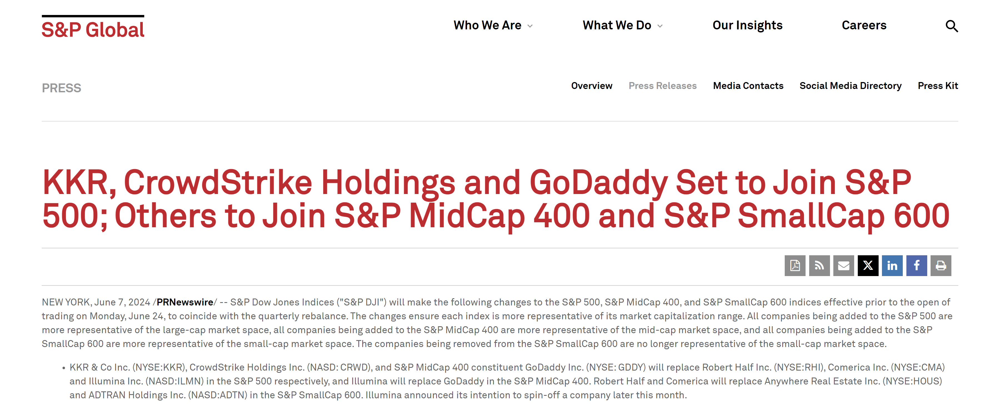 S&P Global
Who We Are
What We Do
Our Insights
Careers
PRESS
Overview
Press Releases
Media Contacts
Social Media Directory
Press Kit
KKR, CrowdStrike Holdings and GoDaddy Set to Join S&P
500; Others to Join S&P MidCap 400 and S&P SmallCap 600
NEW YORK, June 7, 2024 /PRNewswire/ -- S&P Dow Jones Indices ("S&P DJI") will make the following changes to the S&P 500, S&P MidCap 400, and S&P SmallCap 600 indices effective prior to the open of
trading on Monday, June 24, to coincide with the quarterly rebalance. The changes ensure each index is more representative of its market capitalization range. All companies being added to the S&P 500 are
more representative of the large-cap market space, all companies being added to the S&P MidCap 400 are more representative of the mid-cap market space, and all companies being added to the S&P
SmallCap 600 are more representative of the small-cap market space. The companies being removed from the S&P SmallCap 600 are no longer representative of the small-cap market space.
• KKR & Co Inc. (NYSE:KKR), CrowdStrike Holdings Inc. (NASD: CRWD), and S&P MidCap 400 constituent GoDaddy Inc. (NYSE: GDDY) will replace Robert Half Inc. (NYSE:RHI), Comerica Inc. (NYSE:CMA)
and Illumina Inc. (NASD:ILMN) in the S&P 500 respectively, and Illumina will replace GoDaddy in the S&P MidCap 400. Robert Half and Comerica will replace Anywhere Real Estate Inc. (NYSE:HOUS)
and ADTRAN Holdings Inc. (NASD:ADTN) in the S&P SmallCap 600. Illumina announced its intention to spin-off a company later this month.